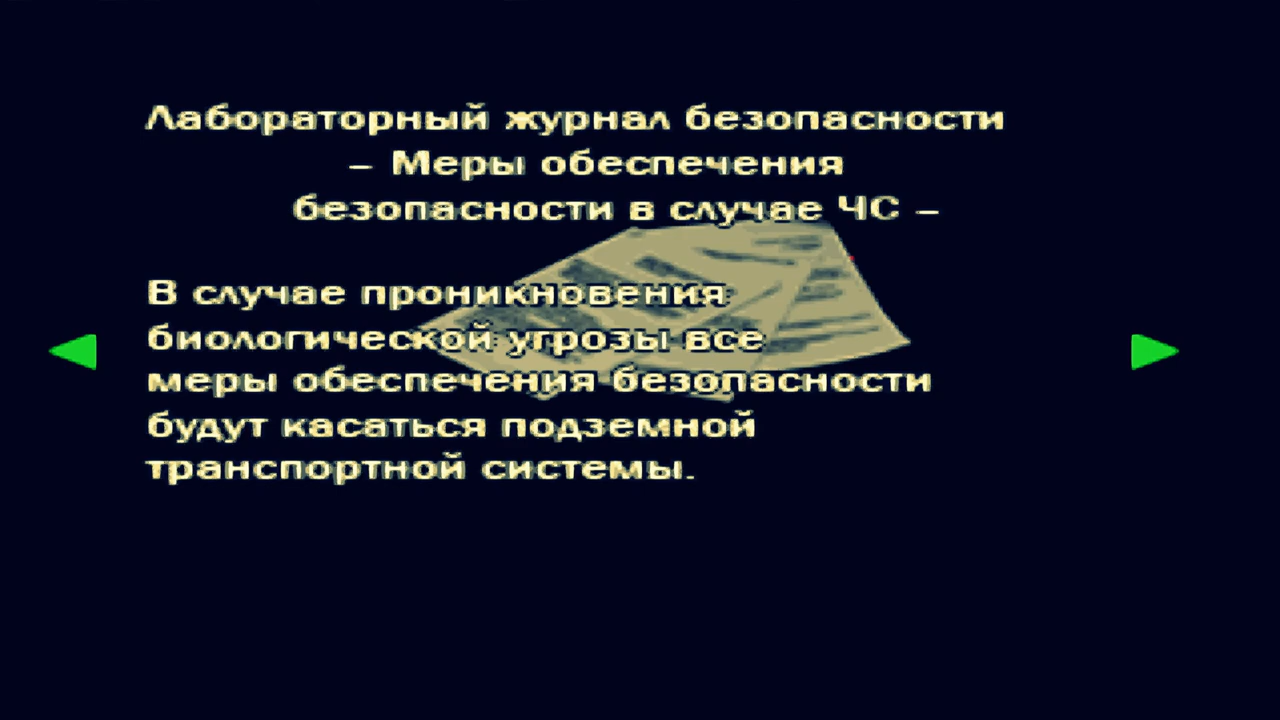 Лабораторный журнал безопасности
– Меры обеспечения
безопасности в случае ЧС –
В случае проникновения
биологической угрозы все
меры обеспечения безопасности
будут касаться подземной
транспортной системы.